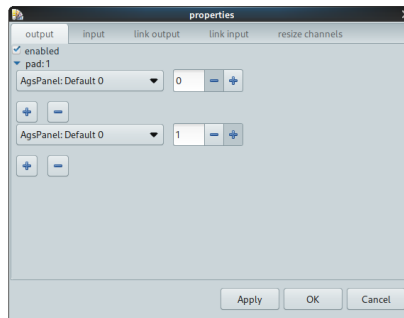 properties
output input link output link input resize channels
enabled
pad: 1
AgsPanel: Default 0 0
AgsPanel: Default 0 1
Apply OK Cancel